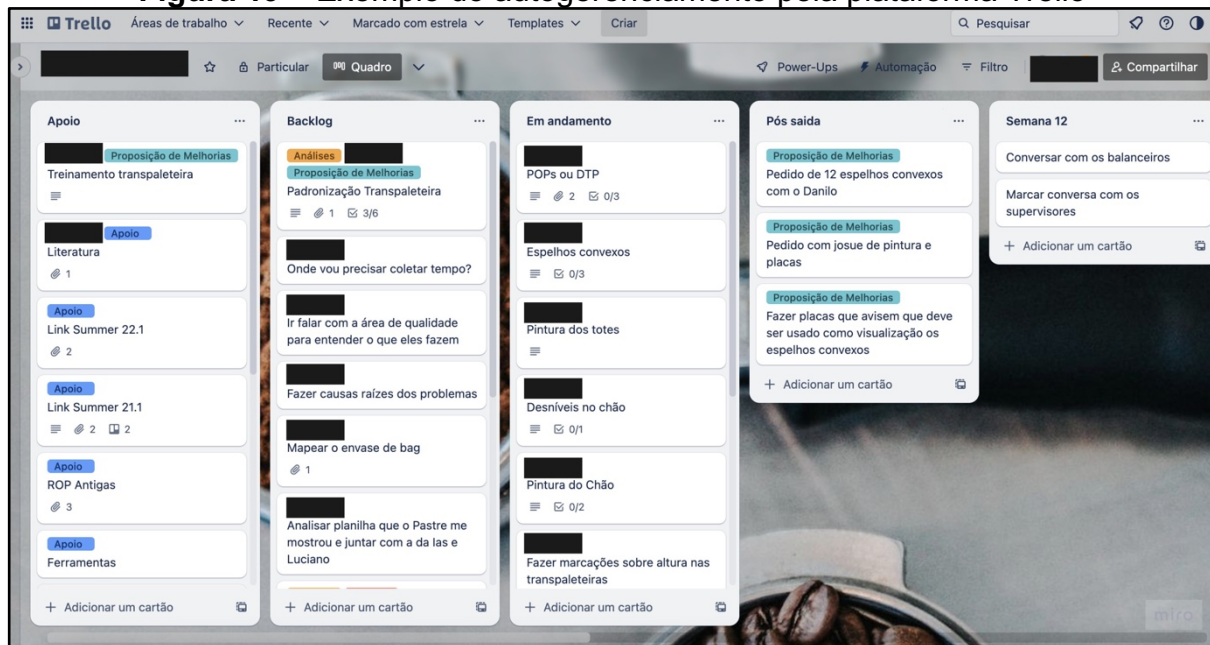 Trello
Áreas de trabalho
Recente
Marcado com estrela
Templates
Criar
Pesquisar
Particular
Quadro
Power-Ups
Automação
Filtro
Compartilhar
Apoio
Proposição de Melhorias
Treinamento transpaleteira
Apoio
Literatura
1
Apoio
Link Summer 22.1
2
Apoio
Link Summer 21.1
2 2
Apoio
ROP Antigas
3
Apoio
Ferramentas
+ Adicionar um cartão
Backlog
Análises
Proposição de Melhorias
Padronização Transpaleteira
1 3/6
Onde vou precisar coletar tempo?
Ir falar com a área de qualidade
para entender o que eles fazem
Fazer causas raízes dos problemas
Mapear o envase de bag
1
Analisar planilha que o Pastre me
mostrou e juntar com a da Ias e
Luciano
+ Adicionar um cartão
Em andamento
POPs ou DTP
2 0/3
Espelhos convexos
0/3
Pintura dos totes
Desníveis no chão
0/1
Pintura do Chão
0/2
Fazer marcações sobre altura nas
transpaleteiras
+ Adicionar um cartão
Pós saida
Proposição de Melhorias
Pedido de 12 espelhos convexos
com o Danilo
Proposição de Melhorias
Pedido com josue de pintura e
placas
Proposição de Melhorias
Fazer placas que avisem que deve
ser usado como visualização os
espelhos convexos
+ Adicionar um cartão
Semana 12
Conversar com os balanceiros
Marcar conversa com os
supervisores
+ Adicionar um cartão
miro